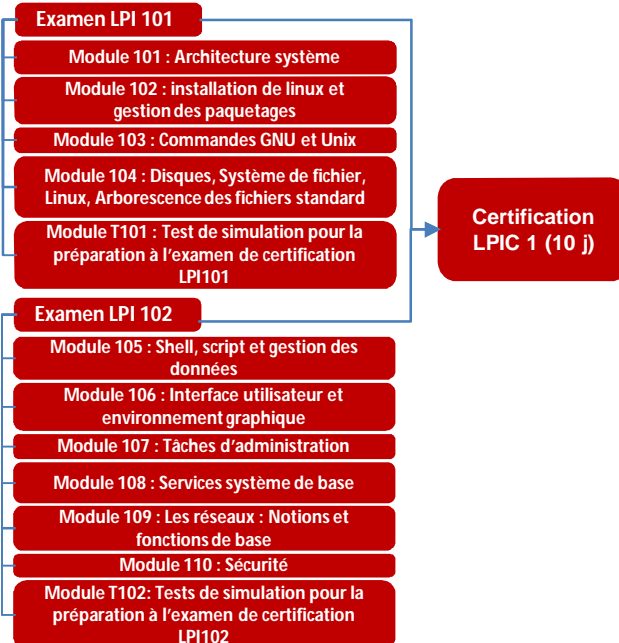 Examen LPI 101
Module 101 : Architecture système
Module 102 : installation de linux et
gestion des paquetages
Module 103 : Commandes GNU et Unix
Module 104 : Disques, Système de fichier,
Linux, Arborescence des fichiers standard
Module T101 : Test de simulation pour la
préparation à l'examen de certification
LPI101
Certification
LPIC 1 (10 j)
Examen LPI 102
Module 105 : Shell, script et gestion des
données
Module 106 : Interface utilisateur et
environnement graphique
Module 107 : Tâches d'administration
Module 108 : Services système de base
Module 109 : Les réseaux : Notions et
fonctions de base
Module 110 : Sécurité
Module T102: Tests de simulation pour la
préparation à l'examen de certification
LPI102